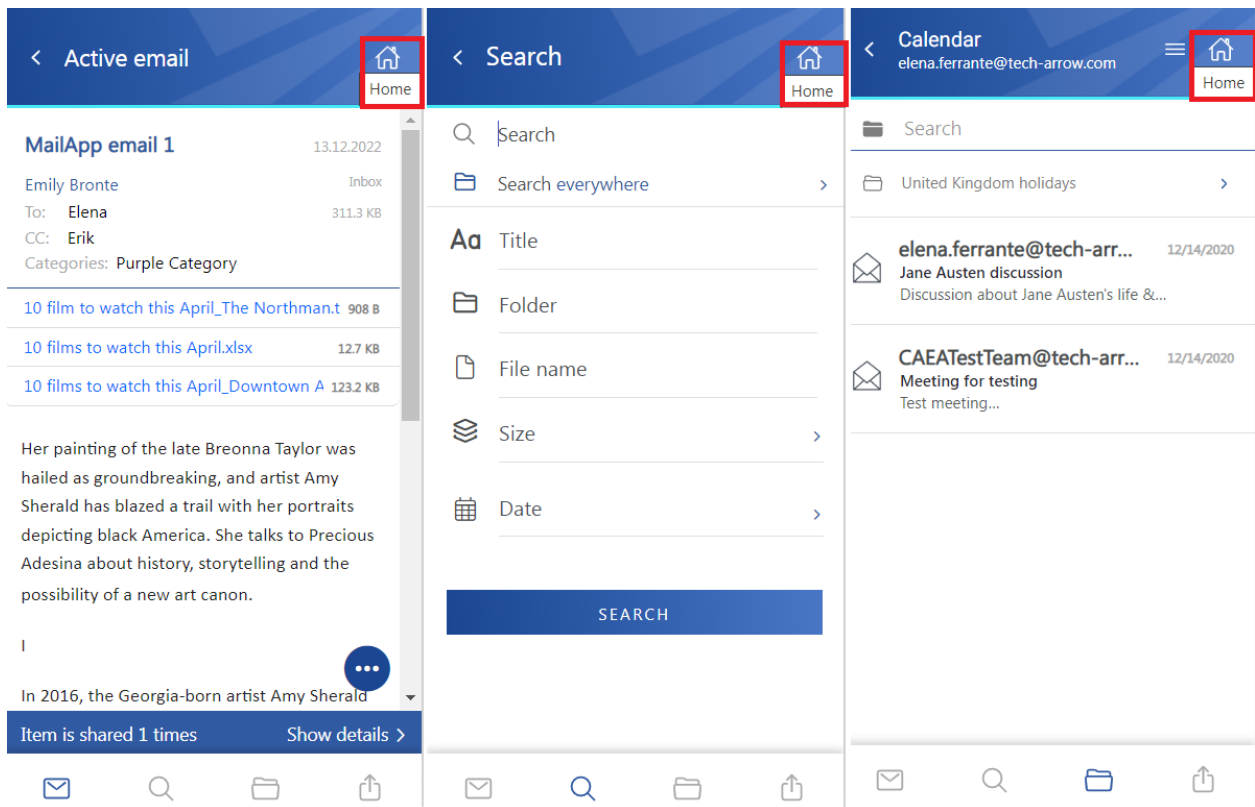 Active email
Home
MailApp email 1
13.12.2022
Emily Bronte
Inbox
To: Elena
311.3 KB
CC: Erik
Categories: Purple Category
10 film to watch this April_The Northman.t 908 B
10 films to watch this April.xlsx 12.7 KB
10 films to watch this April_Downtown A 123.2 KB
Her painting of the late Breonna Taylor was
hailed as groundbreaking, and artist Amy
Sherald has blazed a trail with her portraits
depicting black America. She talks to Precious
Adesina about history, storytelling and the
possibility of a new art canon.
I
In 2016, the Georgia-born artist Amy Sherald
Item is shared 1 times Show details
Search
Home
Search
Search everywhere
Aa Title
Folder
File name
Size
Date
SEARCH
Calendar
elena.ferrante@tech-arrow.com
Home
Search
United Kingdom holidays
elena.ferrante@tech-arr... 12/14/2020
Jane Austen discussion
Discussion about Jane Austen's life &...
CAEATestTeam@tech-arr... 12/14/2020
Meeting for testing
Test meeting...